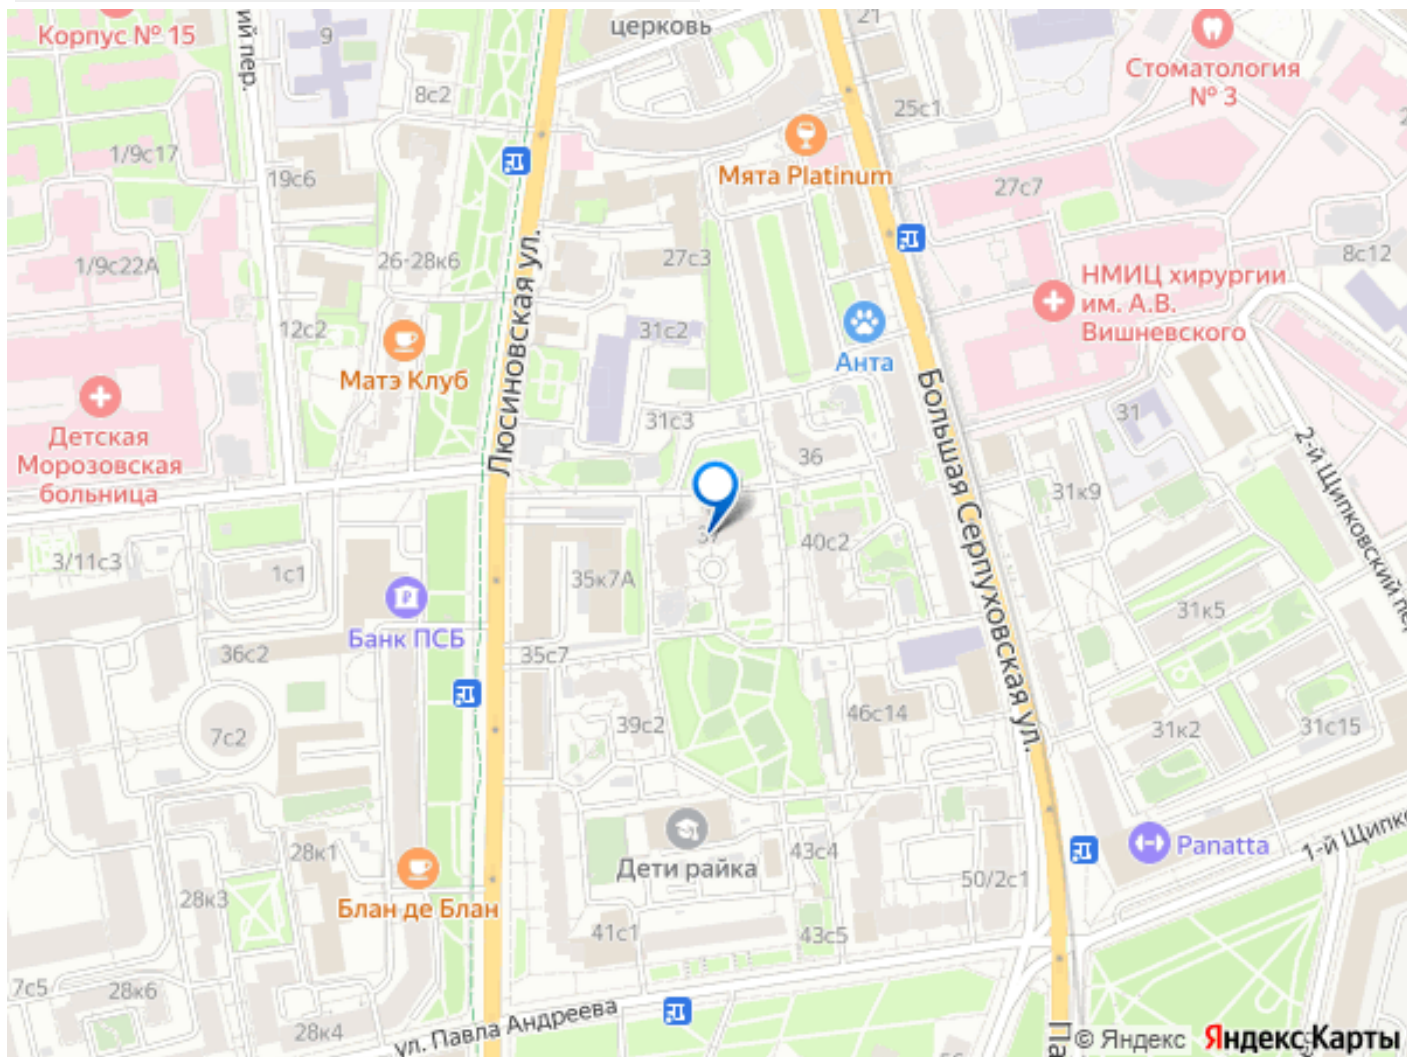 Корпус № 15
ий пер.
9
церковь
21
Стоматология
№ 3
8с2
25с1
1/9с17
19с6
Мята Platinum
27с7
1/9с22А
26-28к6
27с3
8с12
НМИЦ хирургии
им. А.В.
Вишневского
12с2
31с2
Люсиновская ул.
Матэ Клуб
Анта
Большая Серпуховская ул.
31
31с3
Детская
Морозовская
больница
36
2-й Щипковский пер
31к9
37
3/11с3
1с1
35к7А
40с2
31к5
Банк ПСБ
36с2
35с7
7с2
39с2
46с14
31к2
31с15
28к1
Дети райка
43с4
Panatta
1-й Щипко
50/2с1
28к3
Блан де Блан
41с1
43с5
7с5
28к6
28к4
ул. Павла Андреева
Па
© Яндекс Яндекс Карты